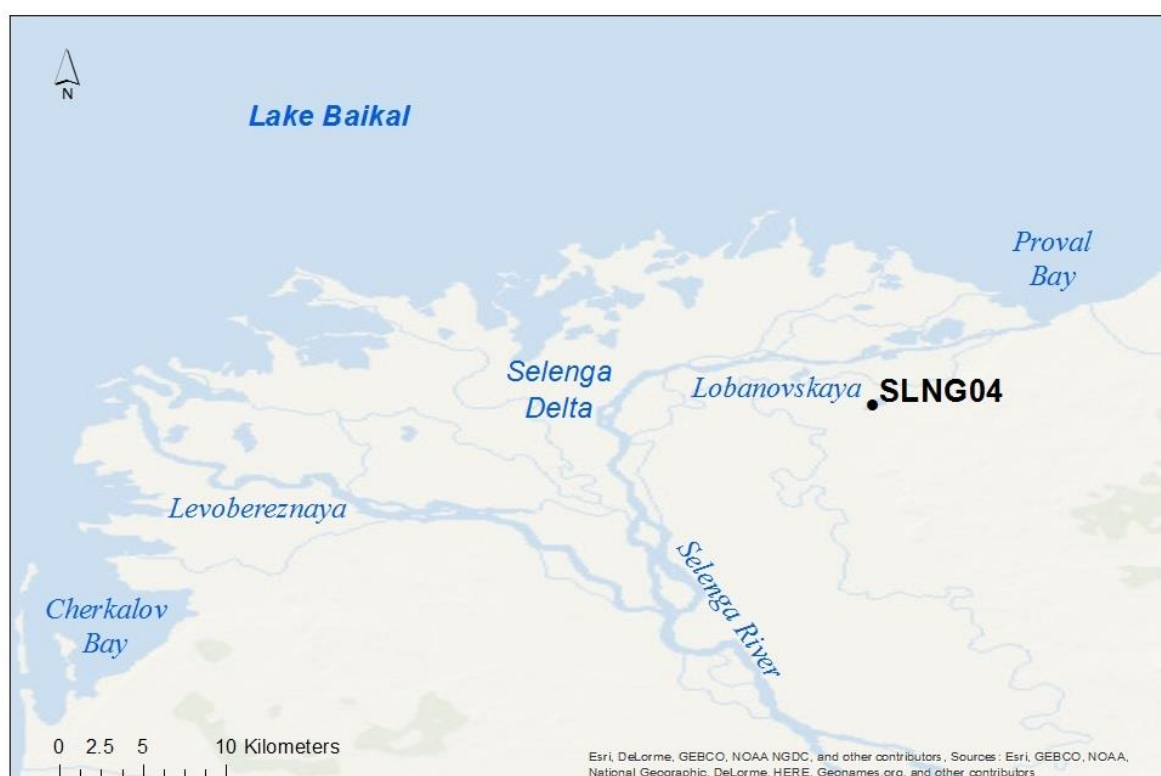 N
Lake Baikal
Proval
Bay
Selenga
Delta
Lobanovskaya
SLNG04
Levobereznaya
Selenga River
Cherkalov
Bay
0 2.5 5 10 Kilometers
Esri, DeLorme, GEBCO, NOAA NGDC, and other contributors, Sources: Esri, GEBCO, NOAA,
National Geographic, DeLorme, HERE, Geonames.org, and other contributors